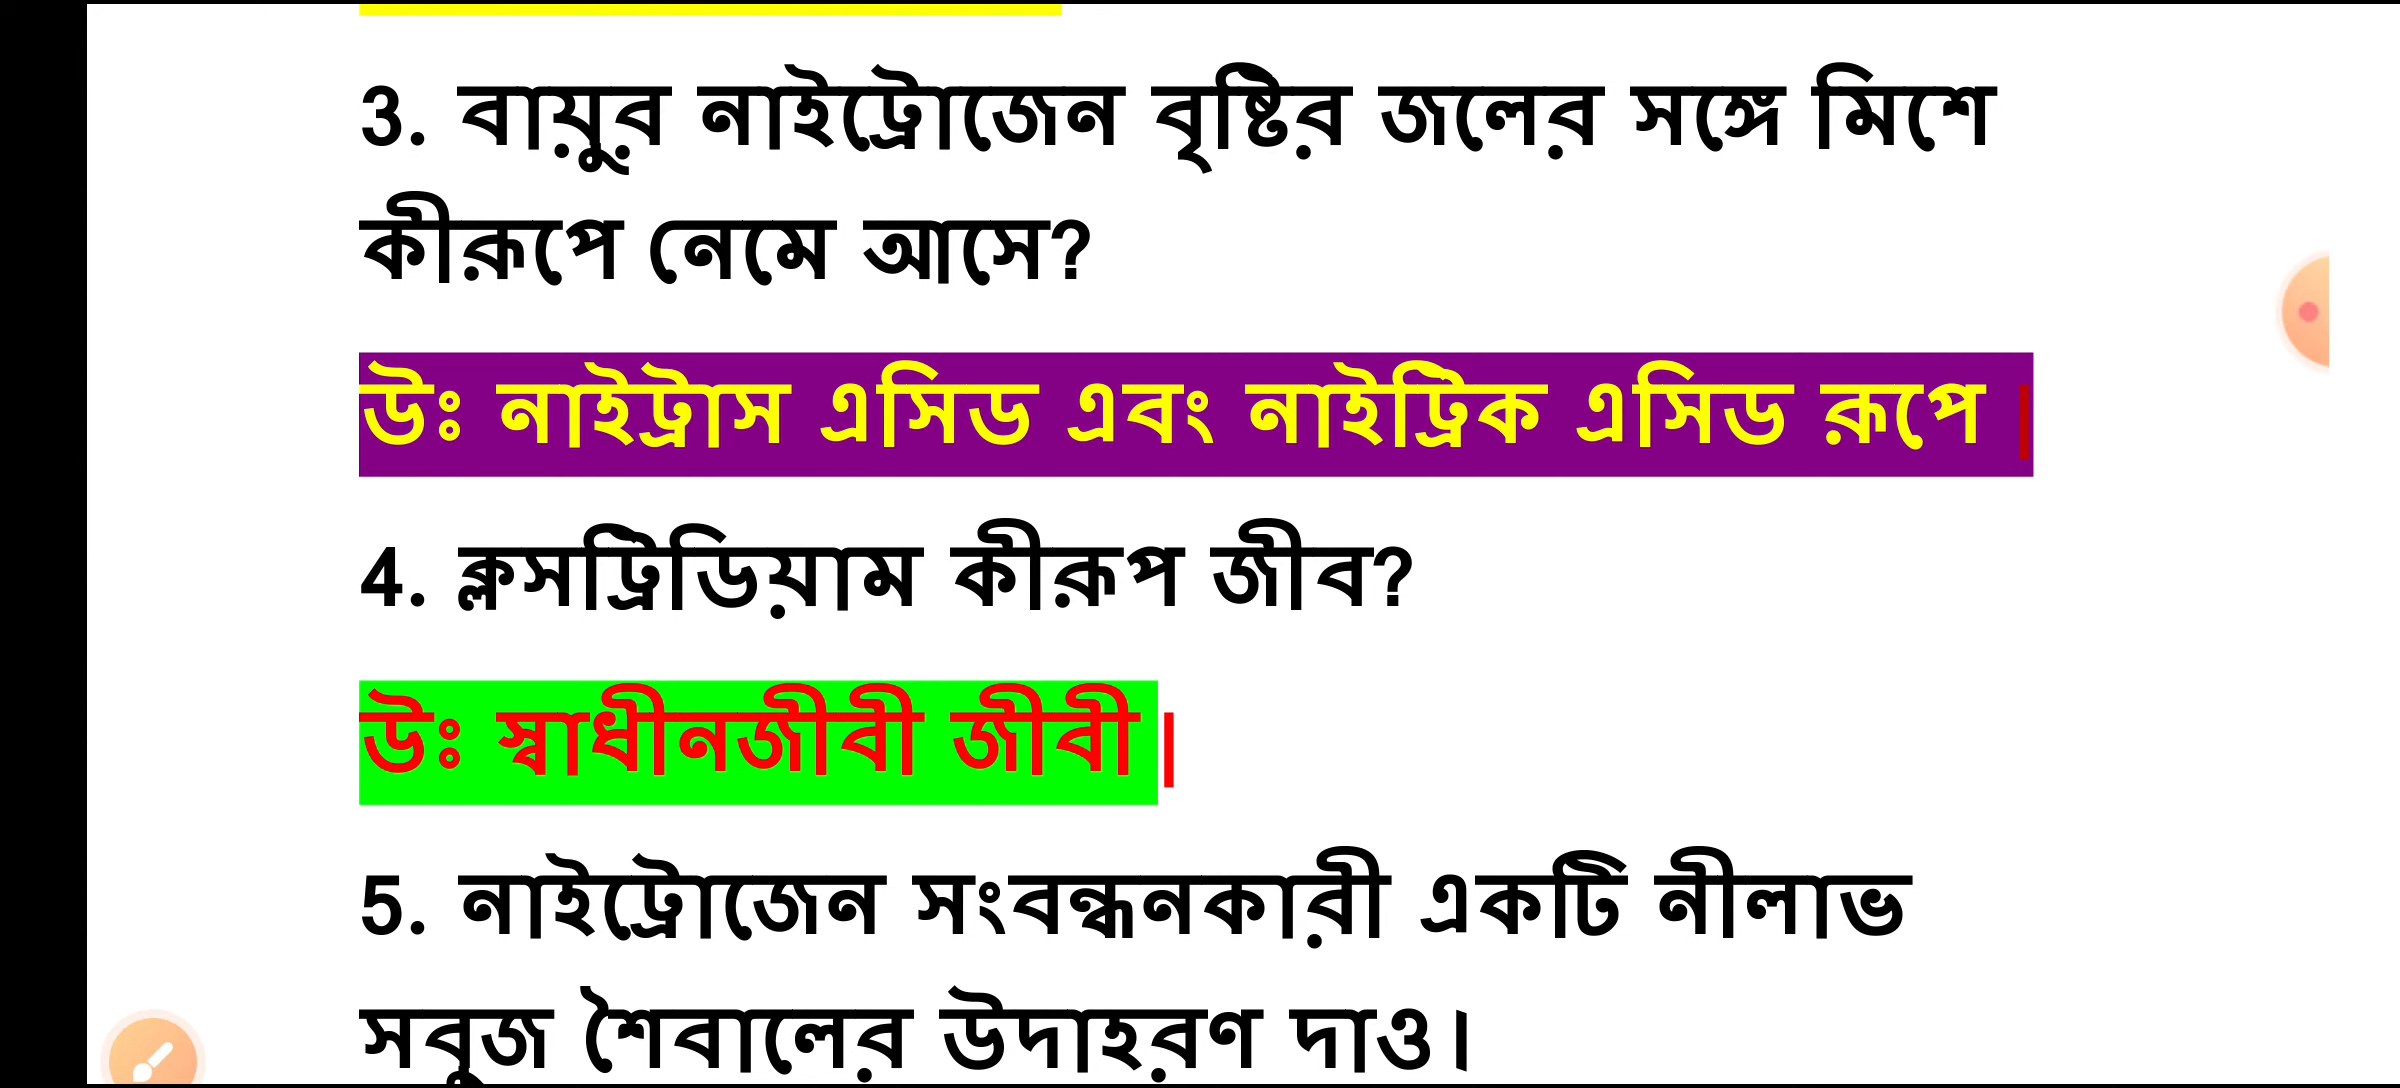 3. বায়ুর নাইট্রোজেন বৃষ্টির জলের সঙ্গে মিশে
কীরূপে নেমে আসে?
উঃ নাইট্রাস এসিড এবং নাইট্রিক এসিড রূপে |
4. ক্লসট্রিডিয়াম কীরূপ জীব?
উঃ স্বাধীনজীবী জীবী |
5. নাইট্রোজেন সংবন্ধনকারী একটি নীলাভ
সবুজ শৈবালের উদাহরণ দাও।